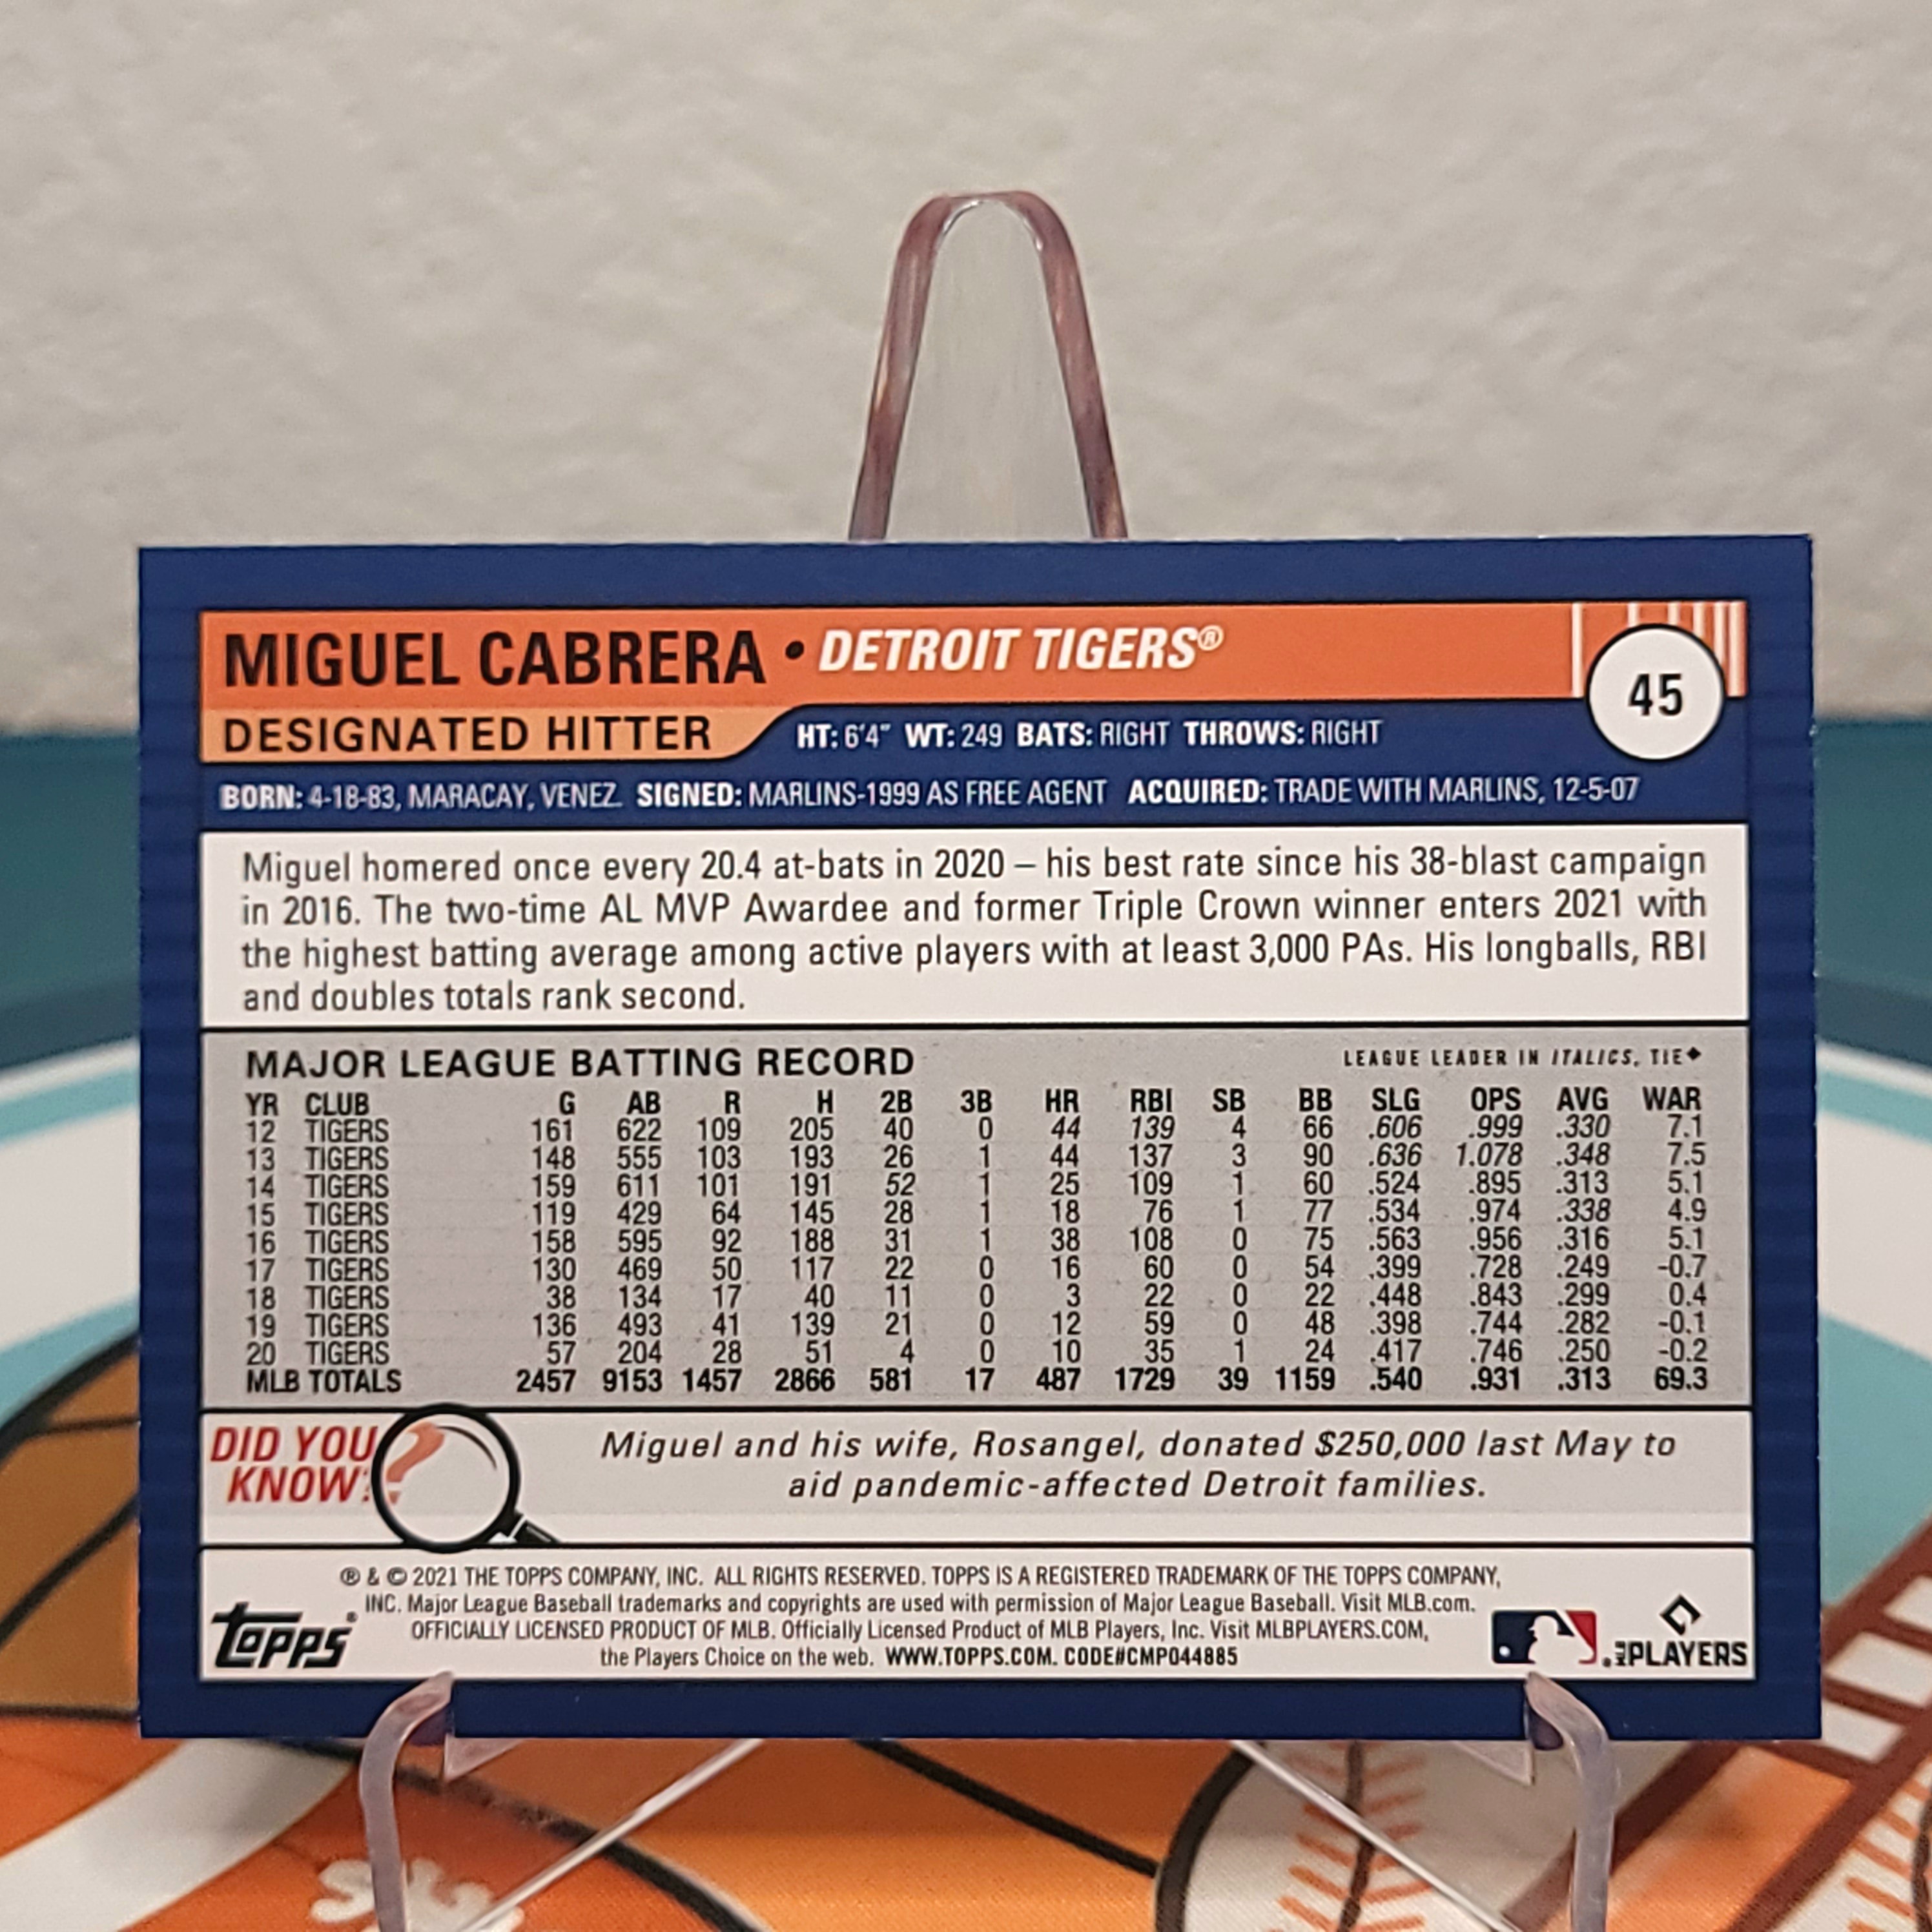 MIGUEL CABRERA • DETROIT TIGERS®
45
DESIGNATED HITTER HT: 6'4" WT: 249 BATS: RIGHT THROWS: RIGHT
BORN: 4-18-83, MARACAY, VENEZ. SIGNED: MARLINS-1999 AS FREE AGENT ACQUIRED: TRADE WITH MARLINS, 12-5-07
Miguel homered once every 20.4 at-bats in 2020 – his best rate since his 38-blast campaign
in 2016. The two-time AL MVP Awardee and former Triple Crown winner enters 2021 with
the highest batting average among active players with at least 3,000 PAs. His longballs, RBI
and doubles totals rank second.
MAJOR LEAGUE BATTING RECORD LEAGUE LEADER IN ITALICS, TIE◆
YR CLUB G AB R H 2B 3B HR RBI SB BB SLG OPS AVG WAR
12 TIGERS 161 622 109 205 40 0 44 139 4 66 .606 .999 .330 7.1
13 TIGERS 148 555 103 193 26 1 44 137 3 90 .636 1.078 .348 7.5
14 TIGERS 159 611 101 191 52 1 25 109 1 60 .524 .895 .313 5.1
15 TIGERS 119 429 64 145 28 1 18 76 1 77 .534 .974 .338 4.9
16 TIGERS 158 595 92 188 31 1 38 108 0 75 .563 .956 .316 5.1
17 TIGERS 130 469 50 117 22 0 16 60 0 54 .399 .728 .249 -0.7
18 TIGERS 38 134 17 40 11 0 3 22 0 22 .448 .843 .299 0.4
19 TIGERS 136 493 41 139 21 0 12 59 0 48 .398 .744 .282 -0.1
20 TIGERS 57 204 28 51 4 0 10 35 1 24 .417 .746 .250 -0.2
MLB TOTALS 2457 9153 1457 2866 581 17 487 1729 39 1159 .540 .931 .313 69.3
DID YOU
KNOW?
Miguel and his wife, Rosangel, donated $250,000 last May to
aid pandemic-affected Detroit families.
® & © 2021 THE TOPPS COMPANY, INC. ALL RIGHTS RESERVED. TOPPS IS A REGISTERED TRADEMARK OF THE TOPPS COMPANY,
INC. Major League Baseball trademarks and copyrights are used with permission of Major League Baseball. Visit MLB.com.
OFFICIALLY LICENSED PRODUCT OF MLB. Officially Licensed Product of MLB Players, Inc. Visit MLBPLAYERS.COM,
the Players Choice on the web. WWW.TOPPS.COM. CODE#CMP044885
topps®
MLBPLAYERS